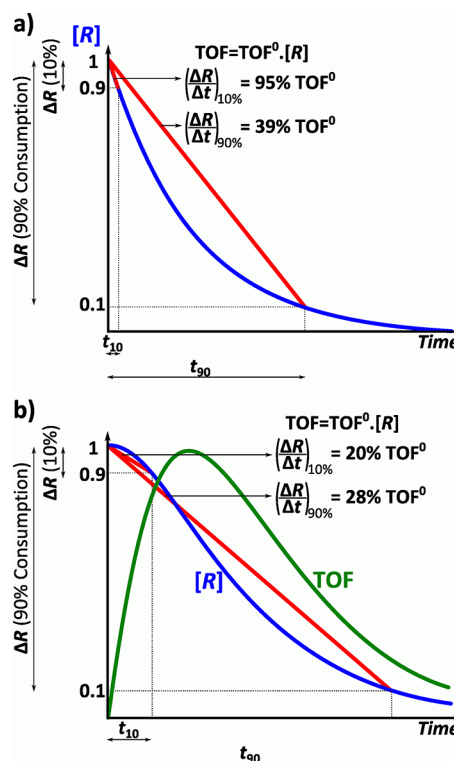 a)
[R]
TOF=TOF⁰.[R]
1
0.9
0.1
(ΔR/Δt)10% = 95% TOF⁰
(ΔR/Δt)90% = 39% TOF⁰
ΔR (10%)
ΔR (90% Consumption)
Time
t10
t90
b)
TOF=TOF⁰.[R]
1
0.9
0.1
(ΔR/Δt)10% = 20% TOF⁰
(ΔR/Δt)90% = 28% TOF⁰
ΔR (10%)
ΔR (90% Consumption)
[R]
TOF
Time
t10
t90